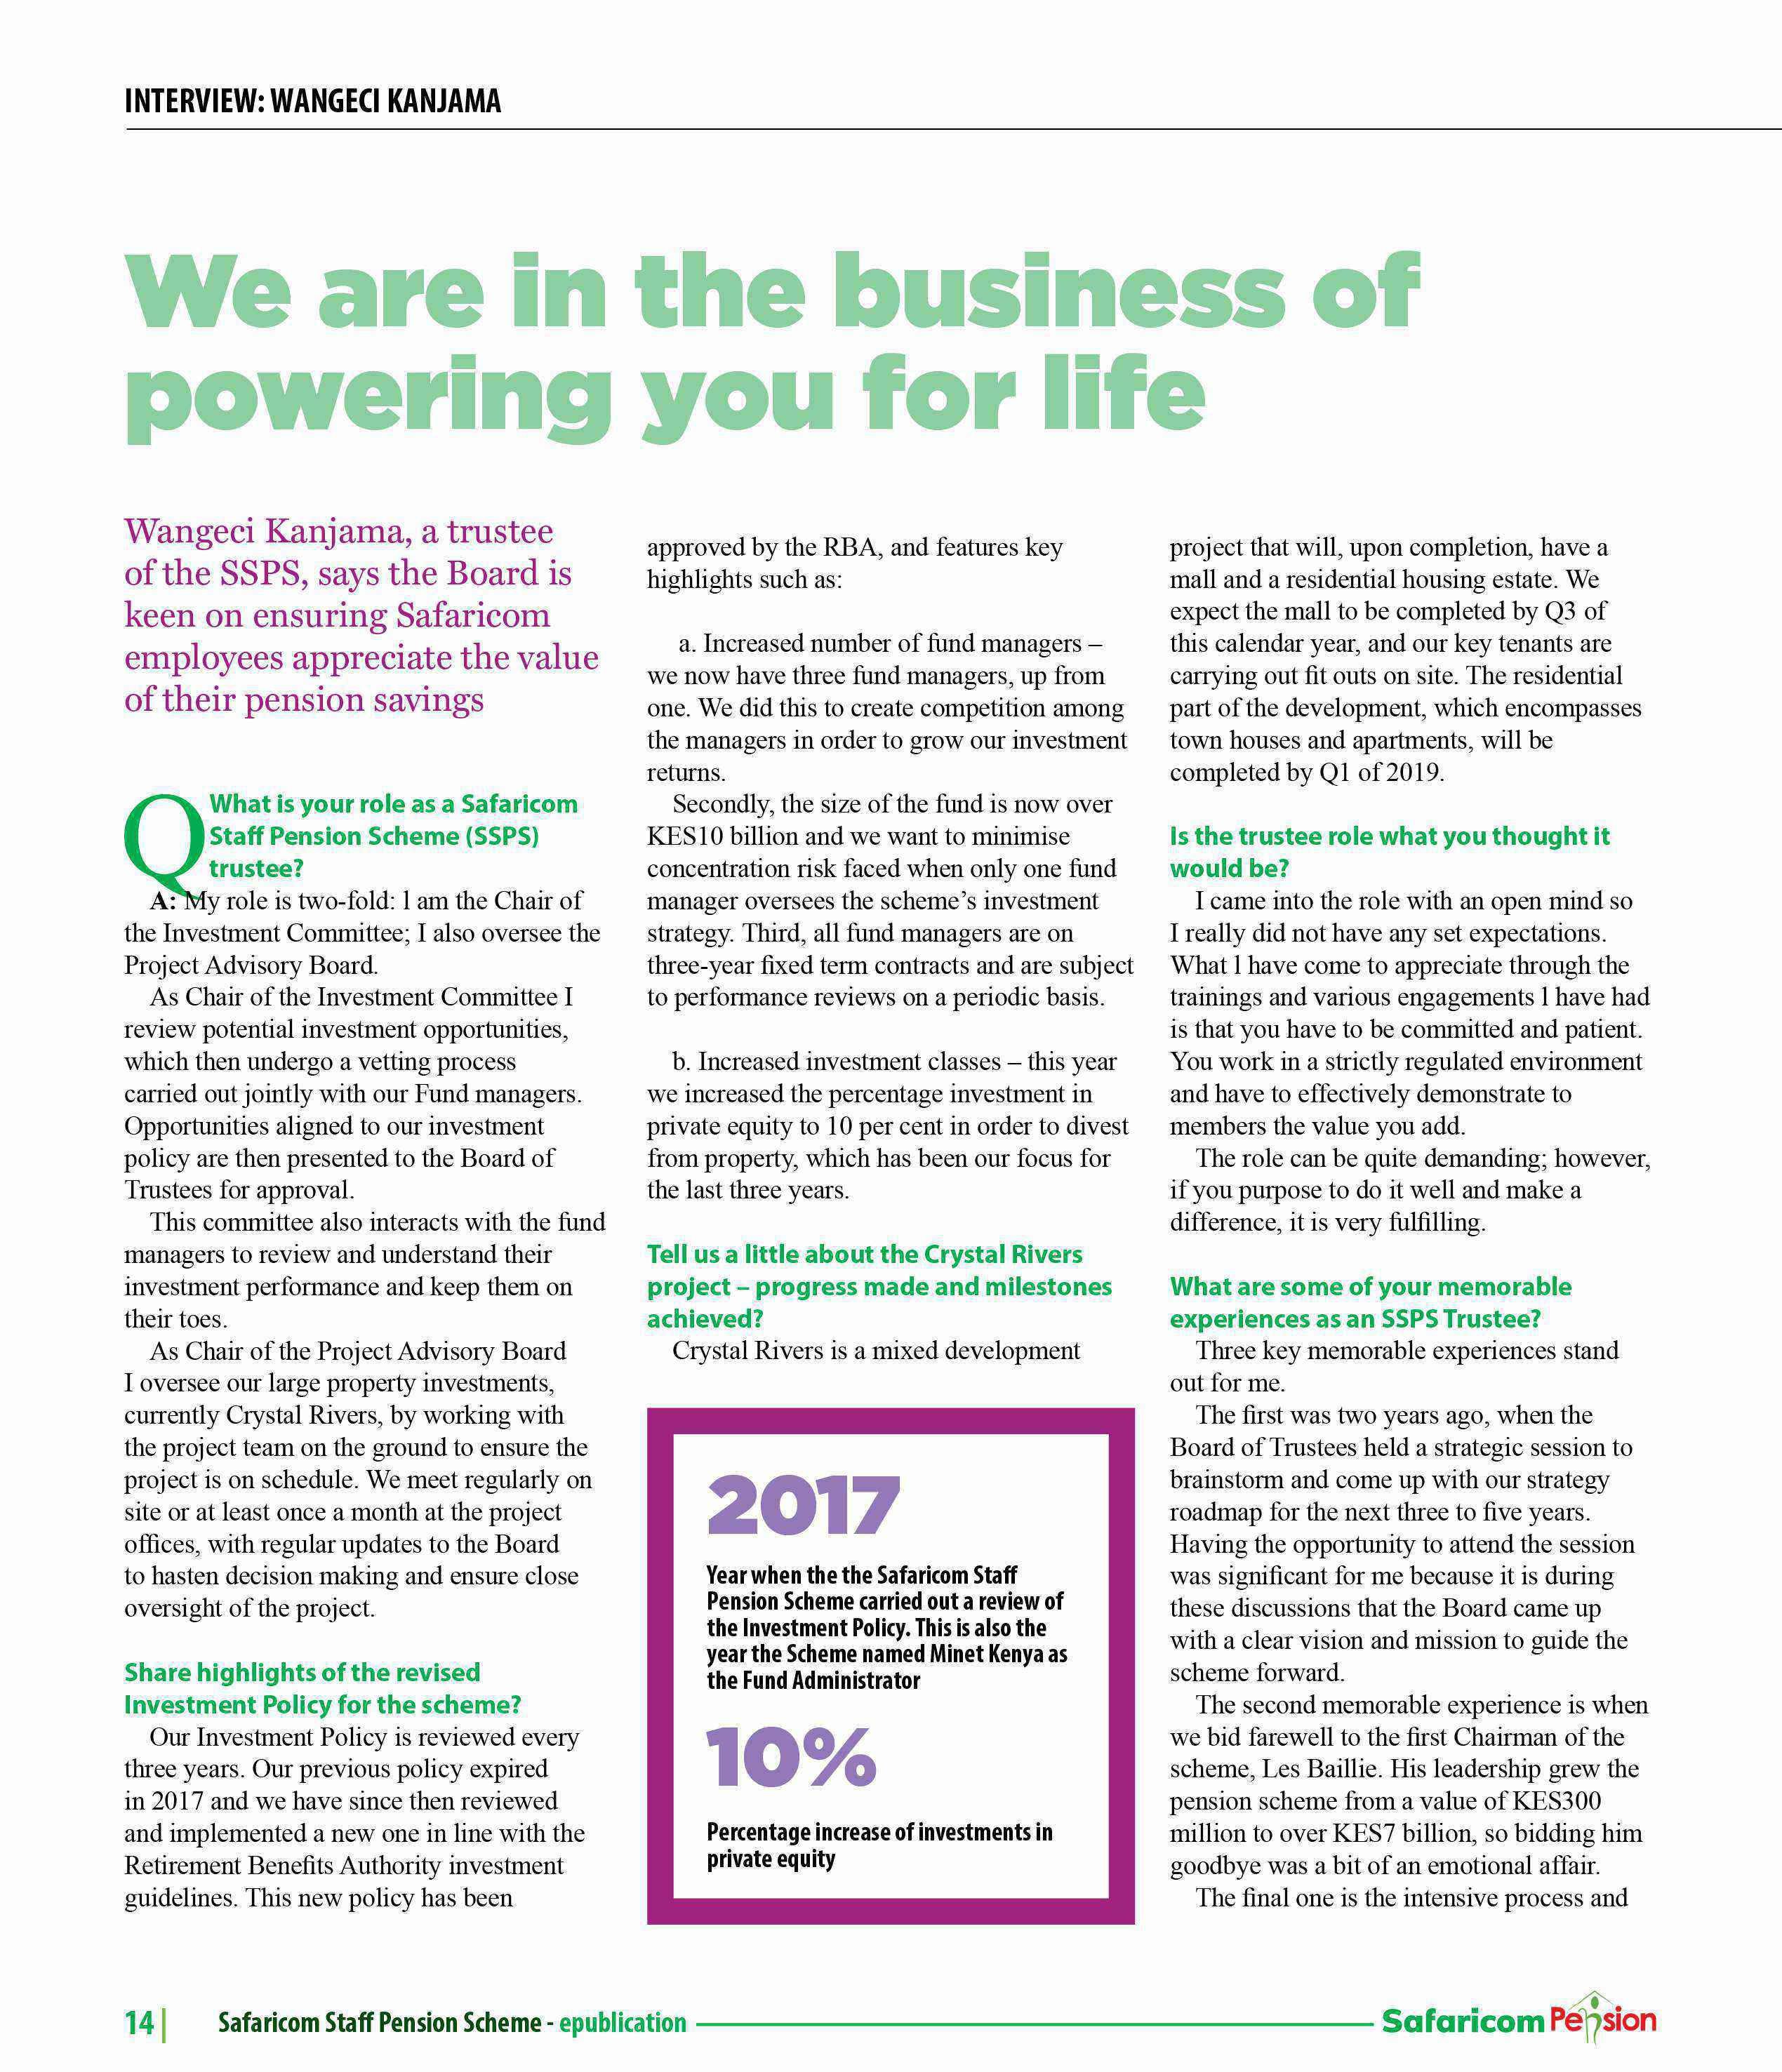 INTERVIEW: WANGECI KANJAMA
We are in the business of
powering you for life
Wangeci Kanjama, a trustee
of the SSPS, says the Board is
keen on ensuring Safaricom
employees appreciate the value
of their pension savings
Q What is your role as a Safaricom
Staff Pension Scheme (SSPS)
trustee?
A: My role is two-fold: l am the Chair of
the Investment Committee; I also oversee the
Project Advisory Board.
As Chair of the Investment Committee I
review potential investment opportunities,
which then undergo a vetting process
carried out jointly with our Fund managers.
Opportunities aligned to our investment
policy are then presented to the Board of
Trustees for approval.
This committee also interacts with the fund
managers to review and understand their
investment performance and keep them on
their toes.
As Chair of the Project Advisory Board
I oversee our large property investments,
currently Crystal Rivers, by working with
the project team on the ground to ensure the
project is on schedule. We meet regularly on
site or at least once a month at the project
offices, with regular updates to the Board
to hasten decision making and ensure close
oversight of the project.
Share highlights of the revised
Investment Policy for the scheme?
Our Investment Policy is reviewed every
three years. Our previous policy expired
in 2017 and we have since then reviewed
and implemented a new one in line with the
Retirement Benefits Authority investment
guidelines. This new policy has been
approved by the RBA, and features key
highlights such as:
a. Increased number of fund managers –
we now have three fund managers, up from
one. We did this to create competition among
the managers in order to grow our investment
returns.
Secondly, the size of the fund is now over
KES10 billion and we want to minimise
concentration risk faced when only one fund
manager oversees the scheme’s investment
strategy. Third, all fund managers are on
three-year fixed term contracts and are subject
to performance reviews on a periodic basis.
b. Increased investment classes – this year
we increased the percentage investment in
private equity to 10 per cent in order to divest
from property, which has been our focus for
the last three years.
Tell us a little about the Crystal Rivers
project – progress made and milestones
achieved?
Crystal Rivers is a mixed development
2017
Year when the the Safaricom Staff
Pension Scheme carried out a review of
the Investment Policy. This is also the
year the Scheme named Minet Kenya as
the Fund Administrator
10%
Percentage increase of investments in
private equity
project that will, upon completion, have a
mall and a residential housing estate. We
expect the mall to be completed by Q3 of
this calendar year, and our key tenants are
carrying out fit outs on site. The residential
part of the development, which encompasses
town houses and apartments, will be
completed by Q1 of 2019.
Is the trustee role what you thought it
would be?
I came into the role with an open mind so
I really did not have any set expectations.
What l have come to appreciate through the
trainings and various engagements l have had
is that you have to be committed and patient.
You work in a strictly regulated environment
and have to effectively demonstrate to
members the value you add.
The role can be quite demanding; however,
if you purpose to do it well and make a
difference, it is very fulfilling.
What are some of your memorable
experiences as an SSPS Trustee?
Three key memorable experiences stand
out for me.
The first was two years ago, when the
Board of Trustees held a strategic session to
brainstorm and come up with our strategy
roadmap for the next three to five years.
Having the opportunity to attend the session
was significant for me because it is during
these discussions that the Board came up
with a clear vision and mission to guide the
scheme forward.
The second memorable experience is when
we bid farewell to the first Chairman of the
scheme, Les Baillie. His leadership grew the
pension scheme from a value of KES300
million to over KES7 billion, so bidding him
goodbye was a bit of an emotional affair.
The final one is the intensive process and
14 | Safaricom Staff Pension Scheme - epublication
Safaricom Pension